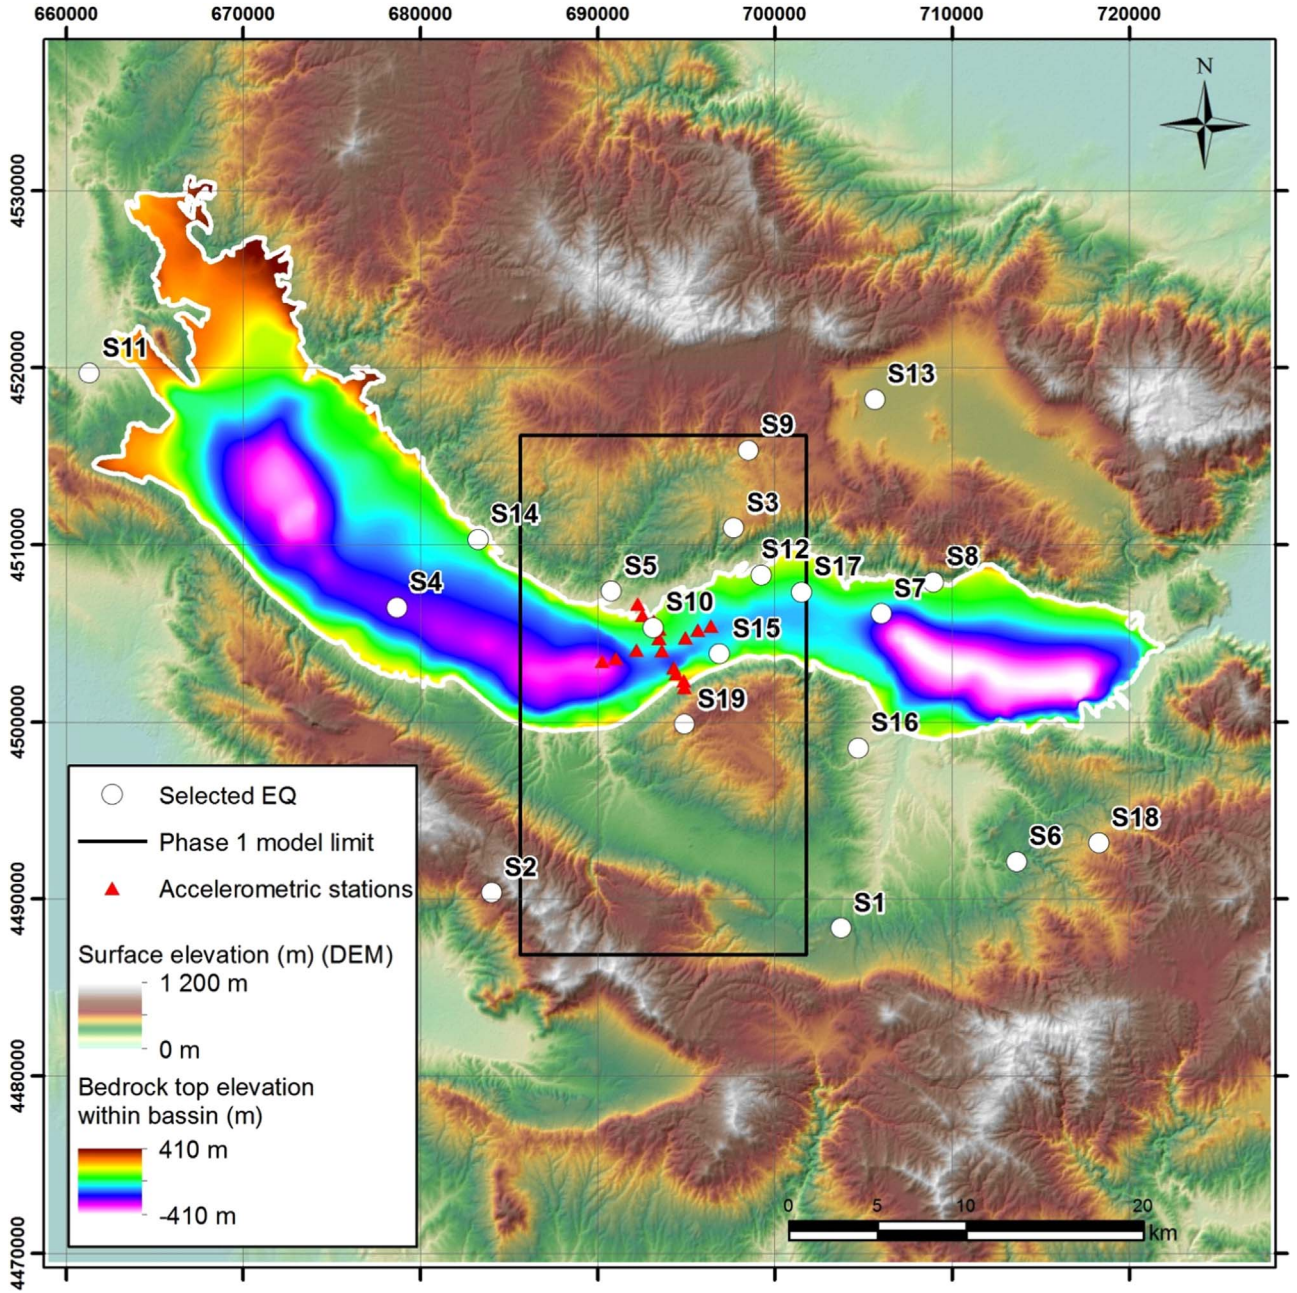 660000 670000 680000 690000 700000 710000 720000
N
4530000
S11
4520000
S13
S9
S3
S14
4510000
S12
S5
S17
S8
S4
S7
S10
S15
S19
4500000
S16
Selected EQ
S18
S6
Phase 1 model limit
S2
Accelerometric stations
4490000
S1
Surface elevation (m) (DEM)
1 200 m
0 m
4480000
Bedrock top elevation
within bassin (m)
410 m
-410 m
0 5 10 20
km
4470000